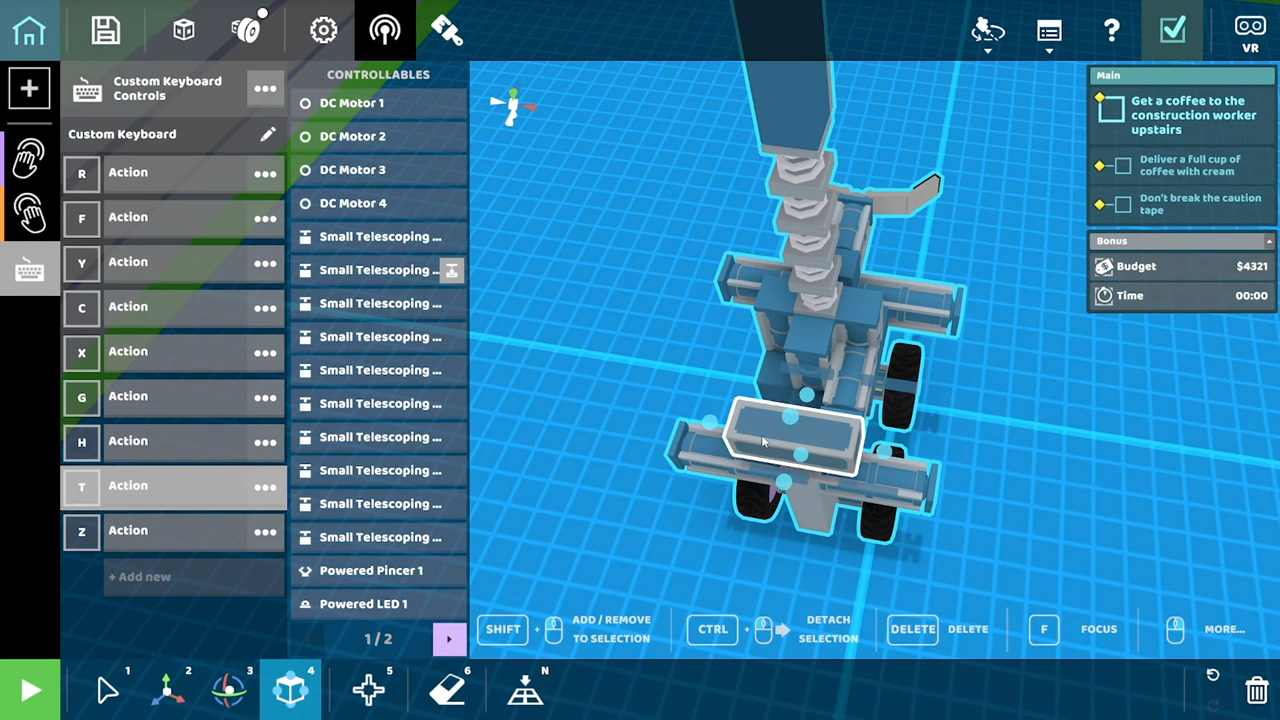 VR
Custom Keyboard
Controls
Custom Keyboard
R Action
F Action
Y Action
C Action
X Action
G Action
H Action
T Action
Z Action
+ Add new
CONTROLLABLES
DC Motor 1
DC Motor 2
DC Motor 3
DC Motor 4
Small Telescoping ...
Small Telescoping ...
Small Telescoping ...
Small Telescoping ...
Small Telescoping ...
Small Telescoping ...
Small Telescoping ...
Small Telescoping ...
Small Telescoping ...
Small Telescoping ...
Powered Pincer 1
Powered LED 1
1 / 2
Main
Get a coffee to the
construction worker
upstairs
Deliver a full cup of
coffee with cream
Don't break the caution
tape
Bonus
Budget $4321
Time 00:00
SHIFT + ADD / REMOVE
TO SELECTION
CTRL + DETACH
SELECTION
DELETE DELETE
F FOCUS
MORE...
1 2 3 4 5 6 N